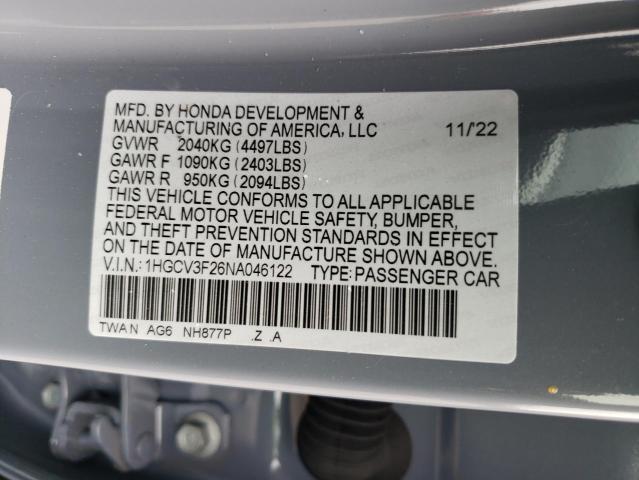 MFD. BY HONDA DEVELOPMENT &
MANUFACTURING OF AMERICA, LLC 11/'22
GVWR 2040KG (4497LBS)
GAWR F 1090KG (2403LBS)
GAWR R 950KG (2094LBS)
THIS VEHICLE CONFORMS TO ALL APPLICABLE
FEDERAL MOTOR VEHICLE SAFETY, BUMPER,
AND THEFT PREVENTION STANDARDS IN EFFECT
ON THE DATE OF MANUFACTURE SHOWN ABOVE.
V.I.N.: 1HGCV3F26NA046122 TYPE: PASSENGER CAR
TWA N AG6 NH877P .Z .A